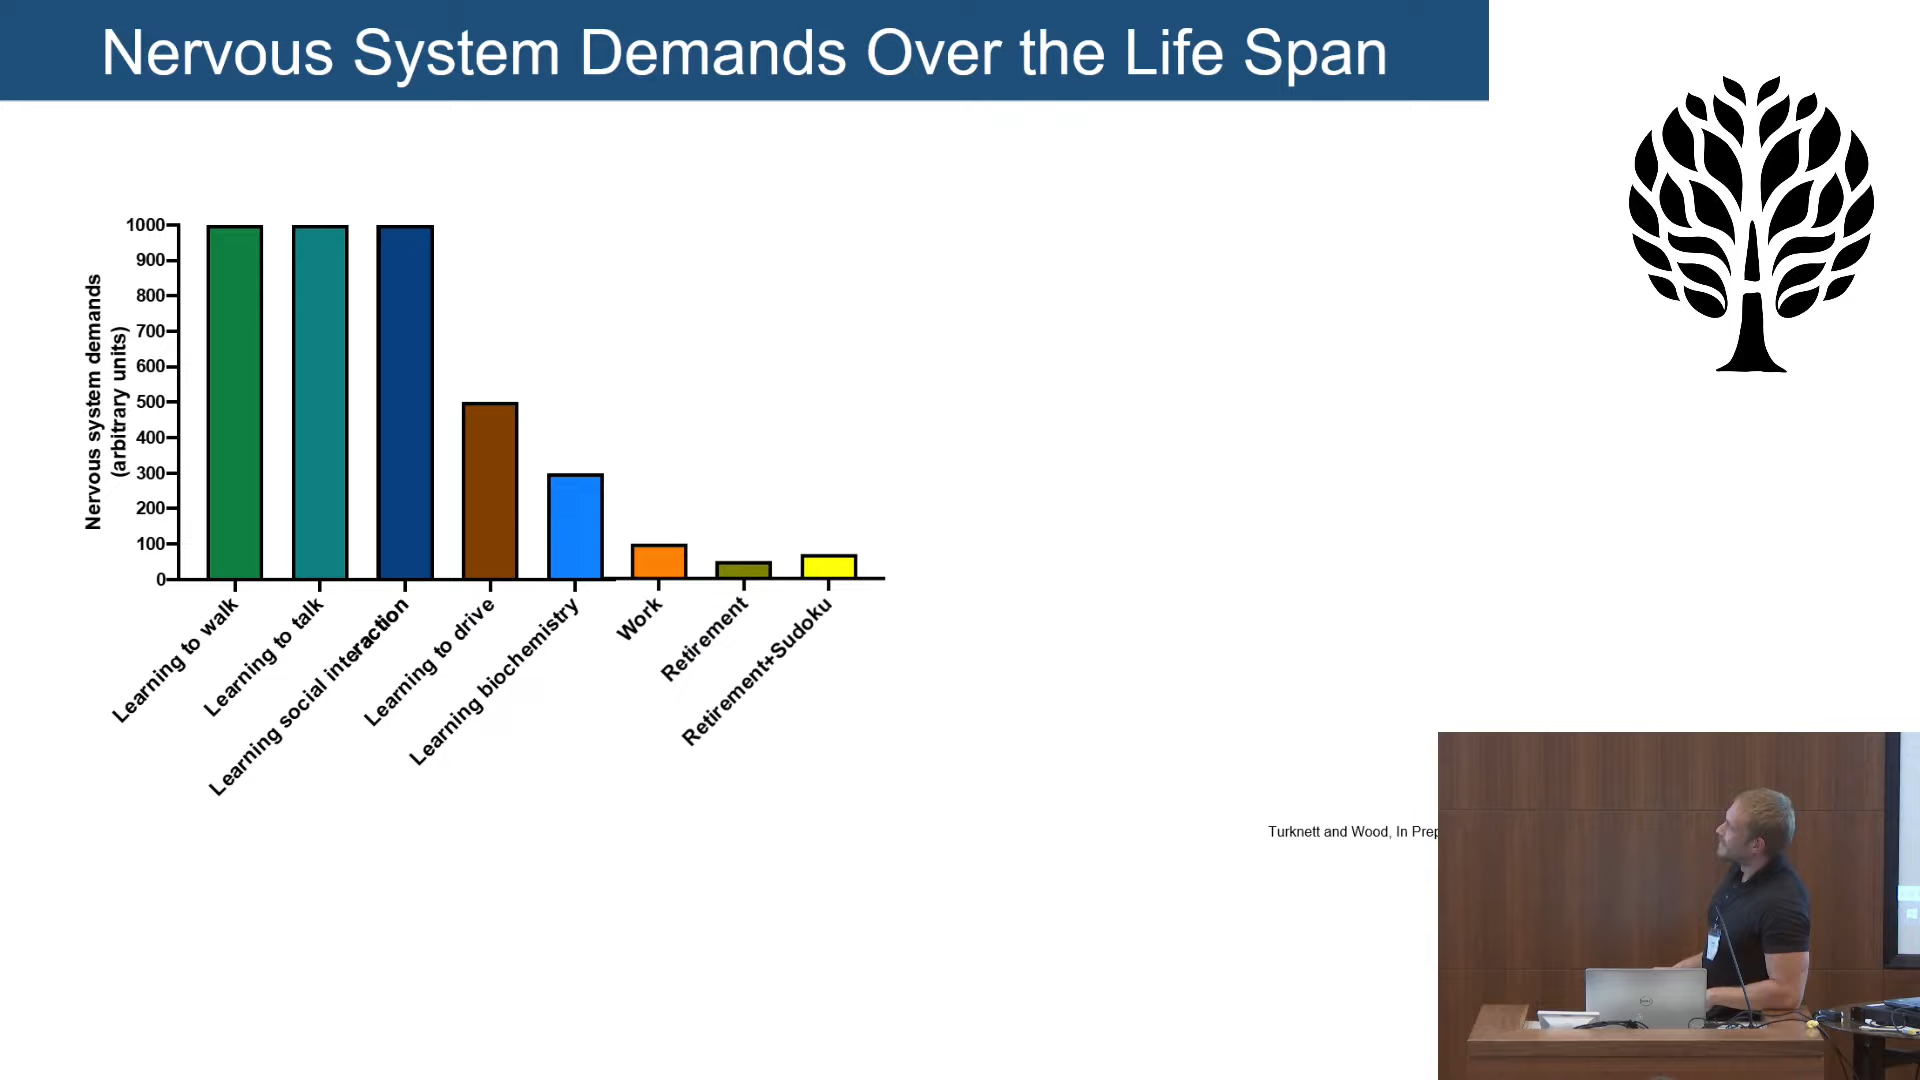 Nervous System Demands Over the Life Span
Nervous system demands
(arbitrary units)
1000
900
800
700
600
500
400
300
200
100
0
Learning to walk
Learning to talk
Learning social interaction
Learning to drive
Learning biochemistry
Work
Retirement
Retirement+Sudoku
Turknett and Wood, In Prep
DELL